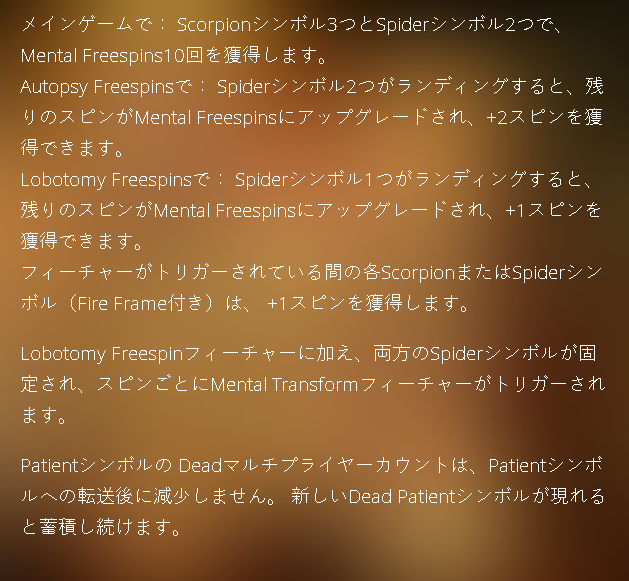 メインゲームで： Scorpionシンボル3つとSpiderシンボル2つで、
Mental Freespins10回を獲得します。
Autopsy Freespinsで： Spiderシンボル2つがランディングすると、残
りのスピンがMental Freespinsにアップグレードされ、+2スピンを獲
得できます。
Lobotomy Freespinsで： Spiderシンボル1つがランディングすると、
残りのスピンがMental Freespinsにアップグレードされ、+1スピンを
獲得できます。
フィーチャーがトリガーされている間の各ScorpionまたはSpiderシン
ボル（Fire Frame付き）は、 +1スピンを獲得します。
Lobotomy Freespinフィーチャーに加え、両方のSpiderシンボルが固
定され、スピンごとにMental Transformフィーチャーがトリガーされ
ます。
Patientシンボルの Deadマルチプライヤーカウントは、Patientシンボ
ルへの転送後に減少しません。 新しいDead Patientシンボルが現れる
と蓄積し続けます。